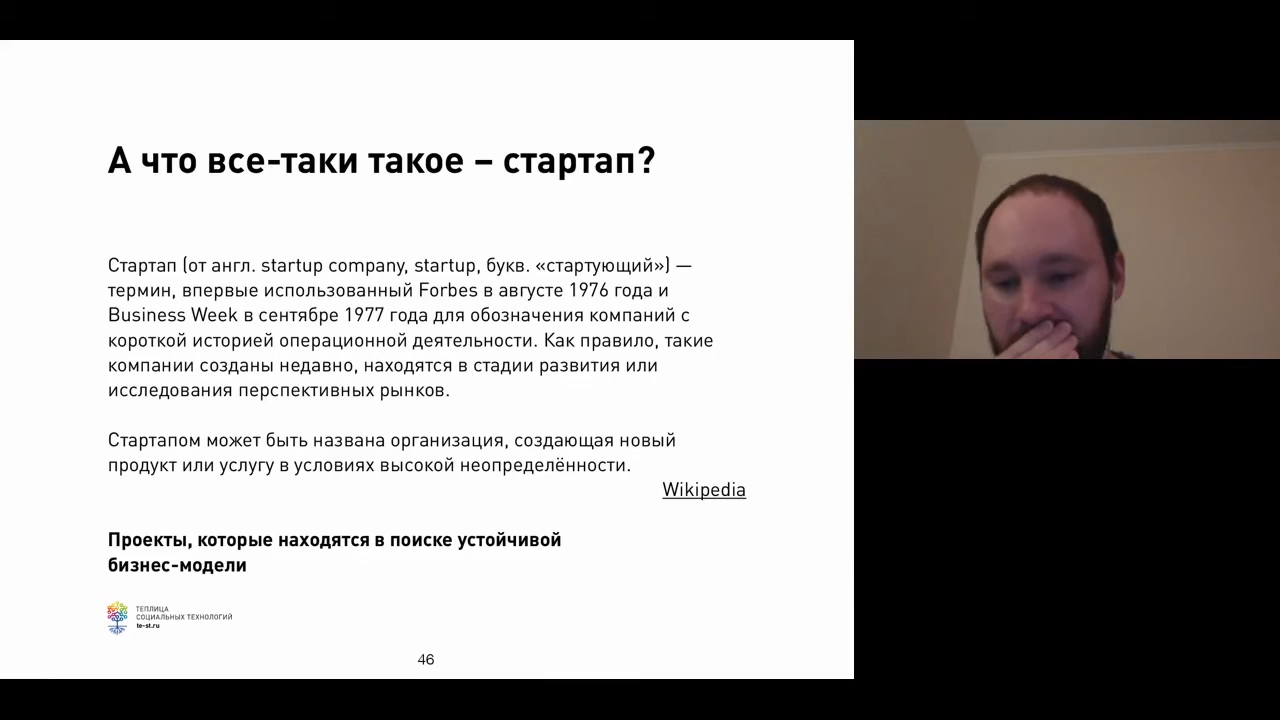 А что все-таки такое – стартап?
Стартап (от англ. startup company, startup, букв. «стартующий») —
термин, впервые использованный Forbes в августе 1976 года и
Business Week в сентябре 1977 года для обозначения компаний с
короткой историей операционной деятельности. Как правило, такие
компании созданы недавно, находятся в стадии развития или
исследования перспективных рынков.
Стартапом может быть названа организация, создающая новый
продукт или услугу в условиях высокой неопределённости.
Wikipedia
Проекты, которые находятся в поиске устойчивой
бизнес-модели
ТЕПЛИЦА
СОЦИАЛЬНЫХ ТЕХНОЛОГИЙ
te-st.ru
46